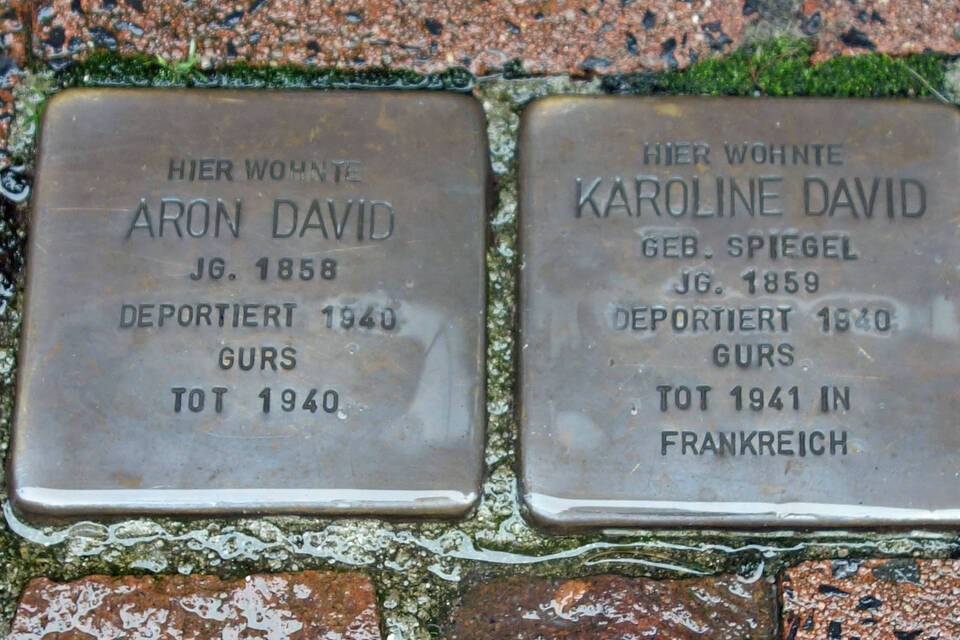 HIER WOHNTE
ARON DAVID
JG. 1858
DEPORTIERT 1940
GURS
TOT 1940
HIER WOHNTE
KAROLINE DAVID
GEB. SPIEGEL
JG. 1859
DEPORTIERT 1940
GURS
TOT 1941 IN
FRANKREICH